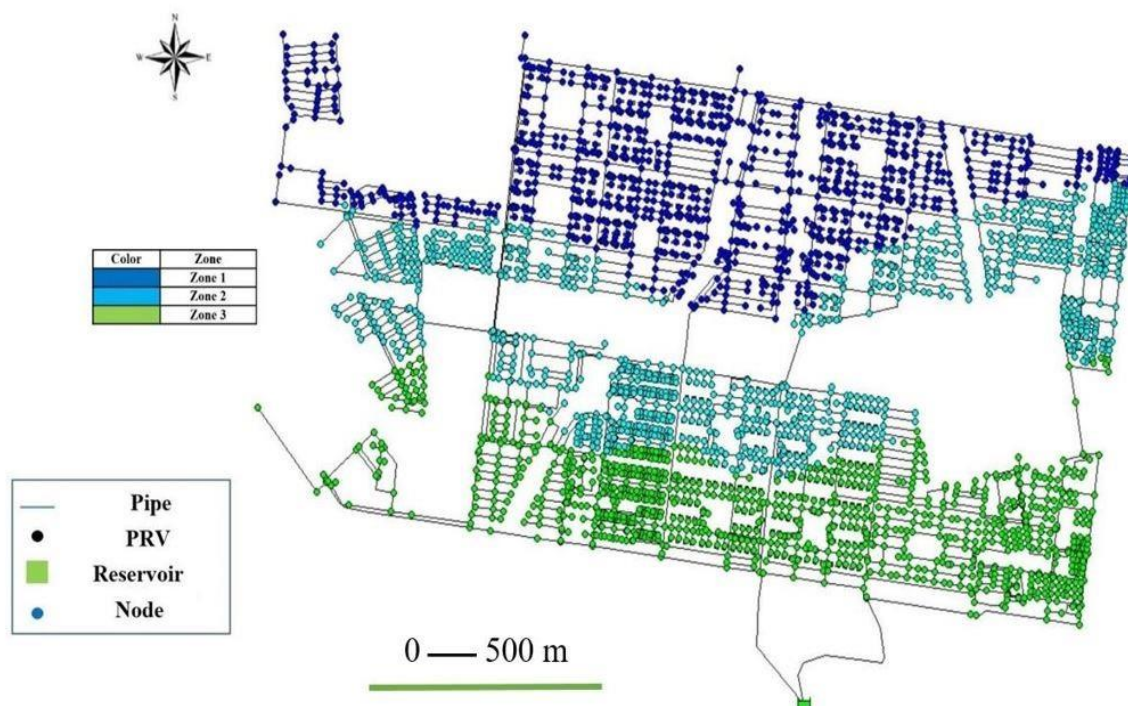 N
W E
S
Color Zone
Zone 1
Zone 2
Zone 3
Pipe
PRV
Reservoir
Node
0 — 500 m